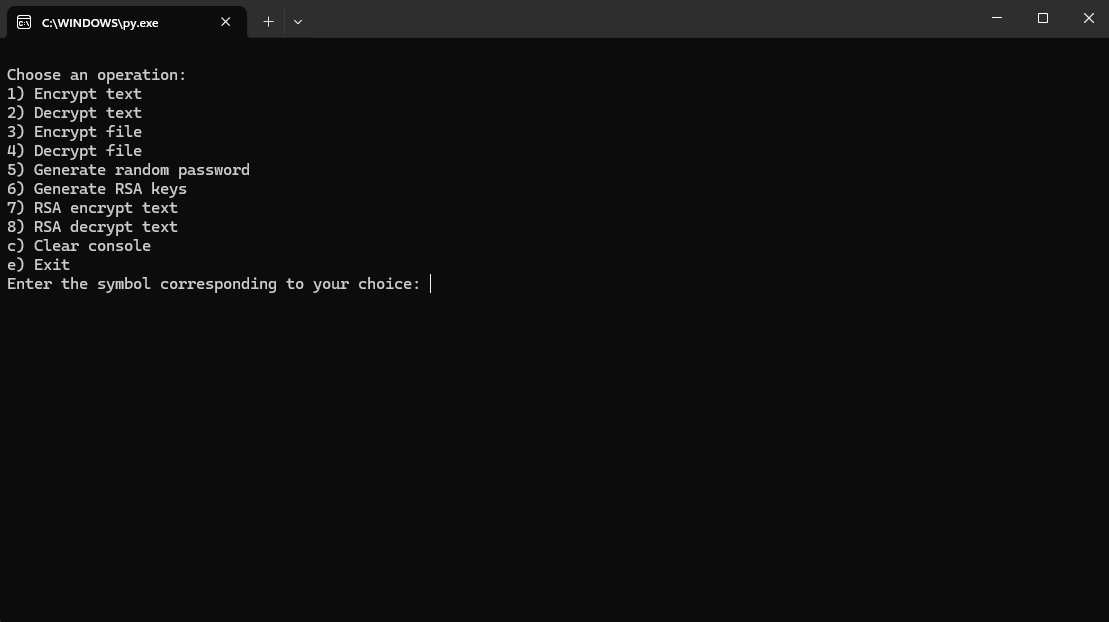 C:\WINDOWS\py.exe
Choose an operation:
1) Encrypt text
2) Decrypt text
3) Encrypt file
4) Decrypt file
5) Generate random password
6) Generate RSA keys
7) RSA encrypt text
8) RSA decrypt text
c) Clear console
e) Exit
Enter the symbol corresponding to your choice: